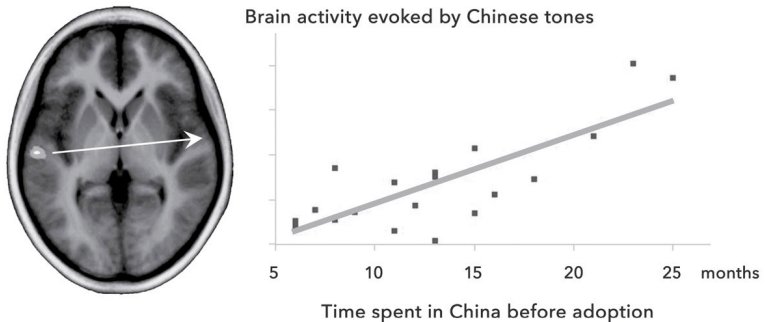 Brain activity evoked by Chinese tones
5 10 15 20 25 months
Time spent in China before adoption